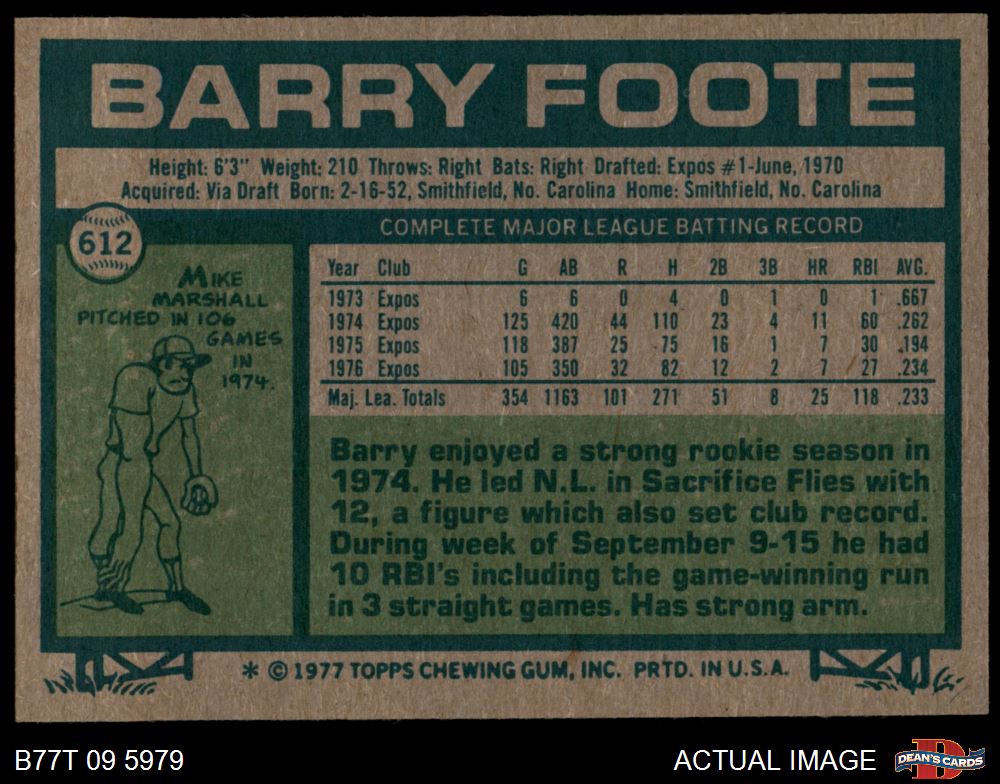 BARRY FOOTE
Height: 6'3" Weight: 210 Throws: Right Bats: Right Drafted: Expos #1-June, 1970
Acquired: Via Draft Born: 2-16-52, Smithfield, No. Carolina Home: Smithfield, No. Carolina
612
MIKE
MARSHALL
PITCHED IN 106
GAMES
IN
1974.
COMPLETE MAJOR LEAGUE BATTING RECORD
Year Club G AB R H 2B 3B HR RBI AVG.
1973 Expos 6 6 0 4 0 1 0 1 .667
1974 Expos 125 420 44 110 23 4 11 60 .262
1975 Expos 118 387 25 75 16 1 7 30 .194
1976 Expos 105 350 32 82 12 2 7 27 .234
Maj. Lea. Totals 354 1163 101 271 51 8 25 118 .233
Barry enjoyed a strong rookie season in
1974. He led N.L. in Sacrifice Flies with
12, a figure which also set club record.
During week of September 9-15 he had
10 RBI's including the game-winning run
in 3 straight games. Has strong arm.
* © 1977 TOPPS CHEWING GUM, INC. PRTD. IN U.S.A.
B77T 09 5979
ACTUAL IMAGE
DEAN'S CARDS